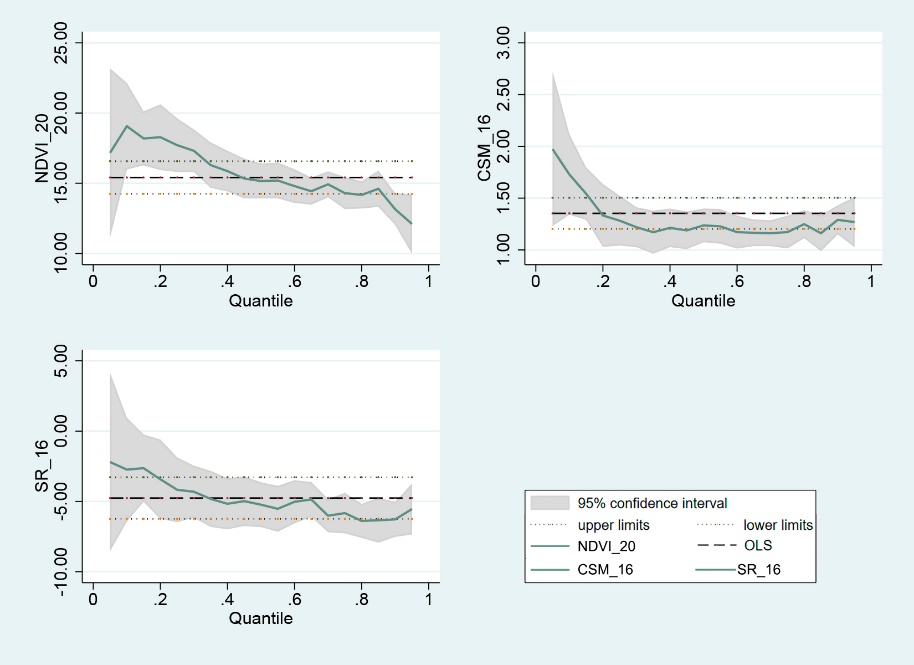 25.00
20.00
15.00
10.00
NDVI_20
0 .2 .4 .6 .8 1
Quantile
3.00
2.50
2.00
1.50
1.00
CSM_16
0 .2 .4 .6 .8 1
Quantile
5.00
0.00
-5.00
-10.00
SR_16
0 .2 .4 .6 .8 1
Quantile
95% confidence interval
upper limits lower limits
NDVI_20 OLS
CSM_16 SR_16